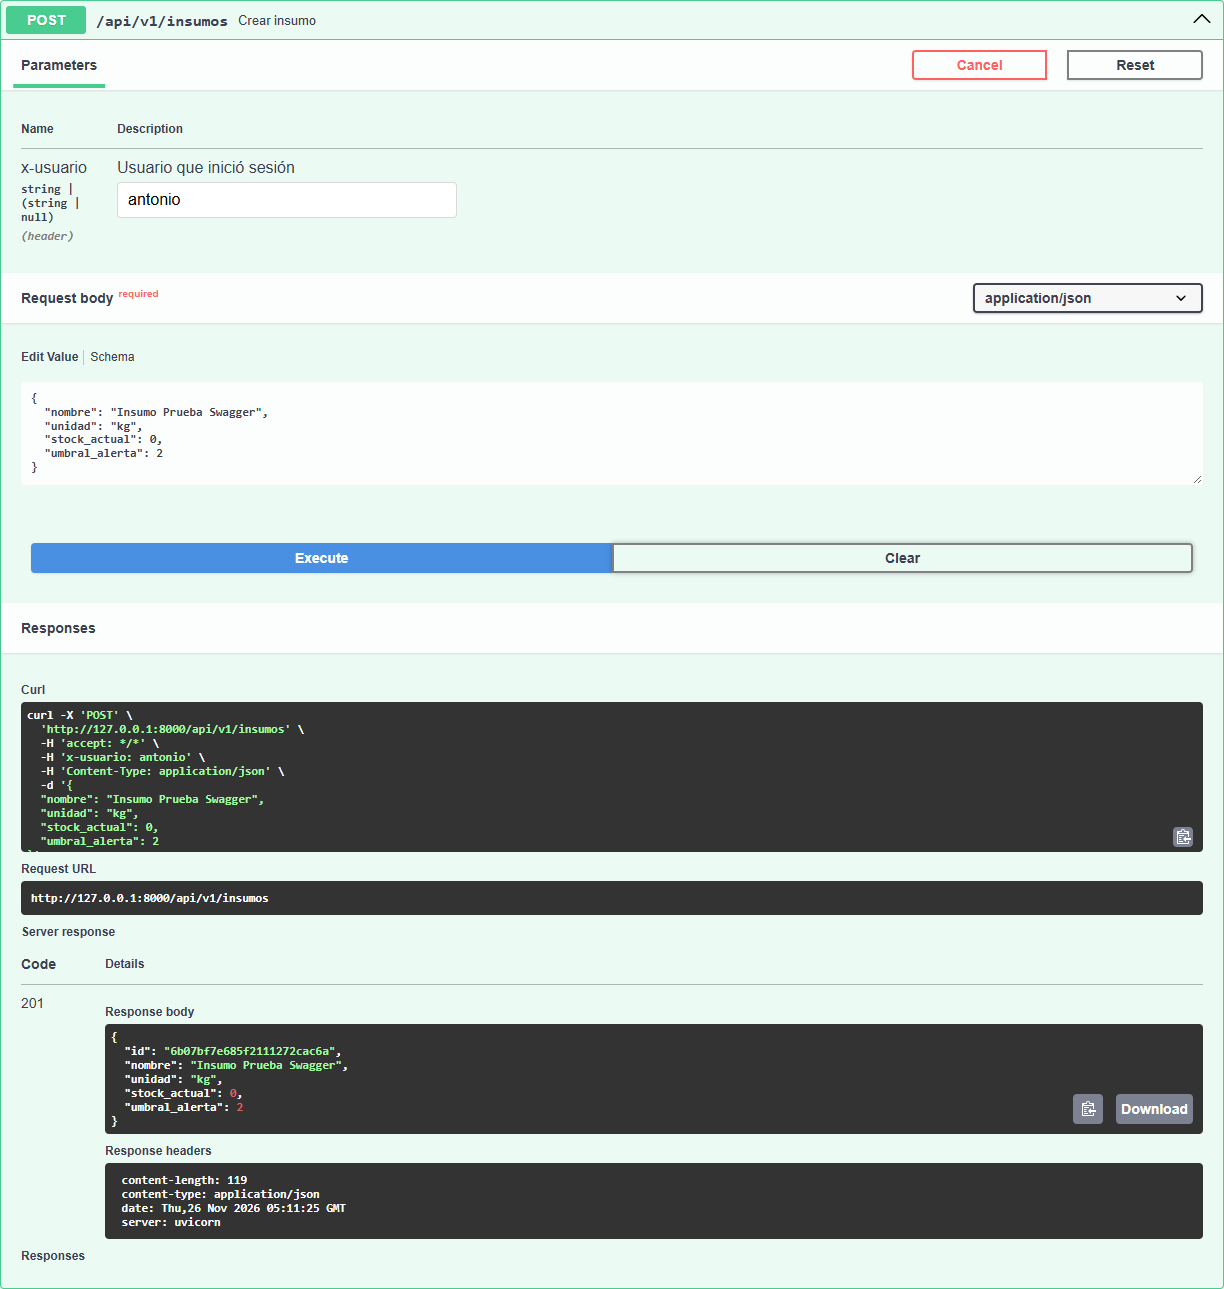 POST /api/v1/insumos Crear insumo
Parameters
Cancel
Reset
Name Description
x-usuario
string |
(string |
null)
(header)
Usuario que inició sesión
antonio
Request body required
application/json
Edit Value | Schema
{
  "nombre": "Insumo Prueba Swagger",
  "unidad": "kg",
  "stock_actual": 0,
  "umbral_alerta": 2
}
Execute
Clear
Responses
Curl
curl -X 'POST' \
  'http://127.0.0.1:8000/api/v1/insumos' \
  -H 'accept: */*' \
  -H 'x-usuario: antonio' \
  -H 'Content-Type: application/json' \
  -d '{
  "nombre": "Insumo Prueba Swagger",
  "unidad": "kg",
  "stock_actual": 0,
  "umbral_alerta": 2
Request URL
http://127.0.0.1:8000/api/v1/insumos
Server response
Code Details
201
Response body
{
  "id": "6b07bf7e685f2111272cac6a",
  "nombre": "Insumo Prueba Swagger",
  "unidad": "kg",
  "stock_actual": 0,
  "umbral_alerta": 2
}
Download
Response headers
content-length: 119
content-type: application/json
date: Thu,26 Nov 2026 05:11:25 GMT
server: uvicorn
Responses